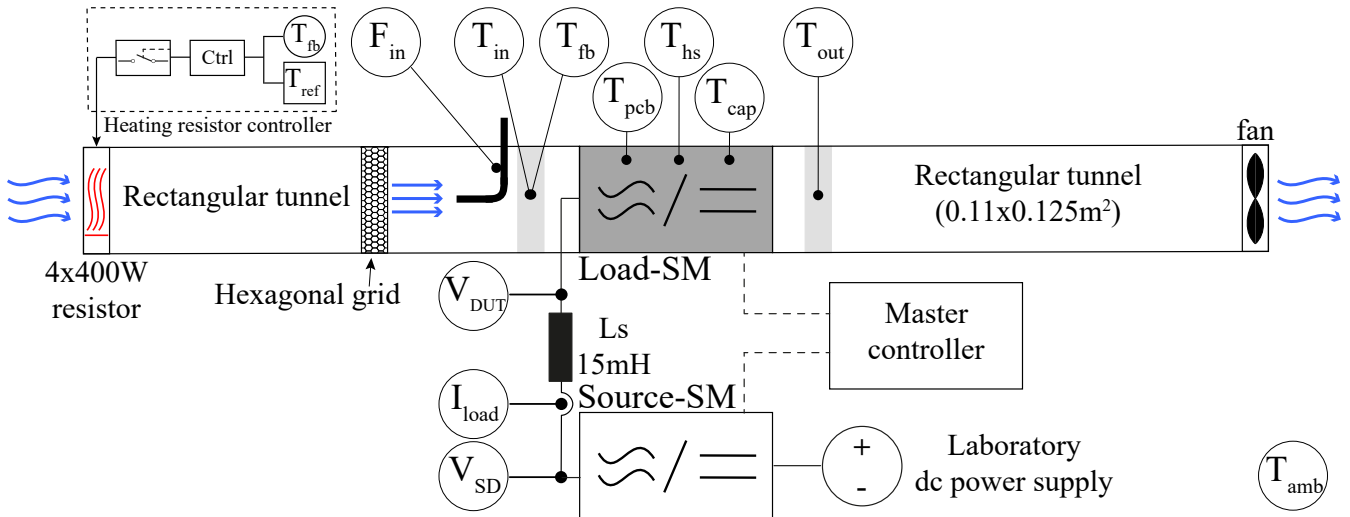 T_fb
Ctrl
T_ref
Heating resistor controller
F_in
T_in
T_fb
T_hs
T_out
T_pcb
T_cap
fan
Rectangular tunnel
Rectangular tunnel
(0.11x0.125m²)
4x400W
resistor
Hexagonal grid
Load-SM
V_DUT
Ls
15mH
Master
controller
I_load
Source-SM
V_SD
+
-
Laboratory
dc power supply
T_amb